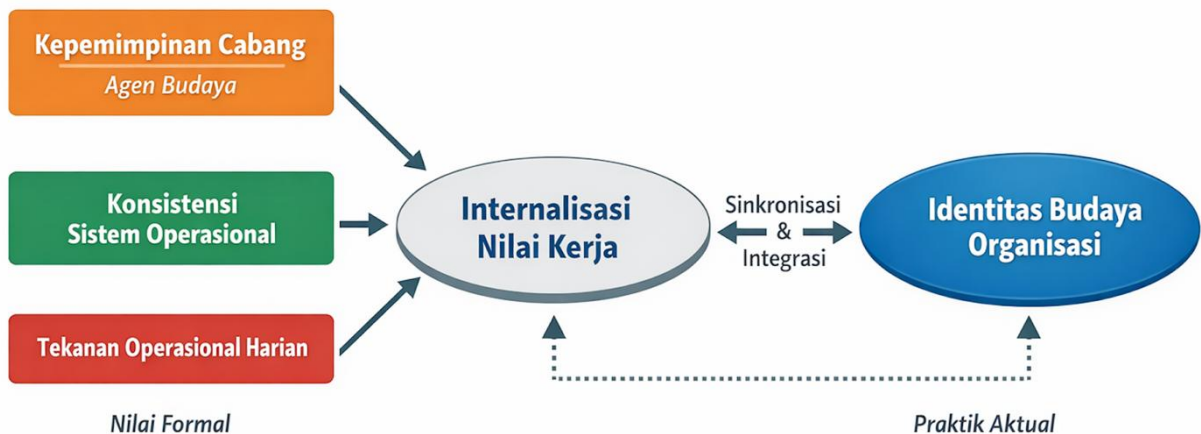 Kepemimpinan Cabang
Agen Budaya
Konsistensi
Sistem Operasional
Tekanan Operasional Harian
Nilai Formal
Internalisasi
Nilai Kerja
Sinkronisasi
&
Integrasi
Identitas Budaya
Organisasi
Praktik Aktual